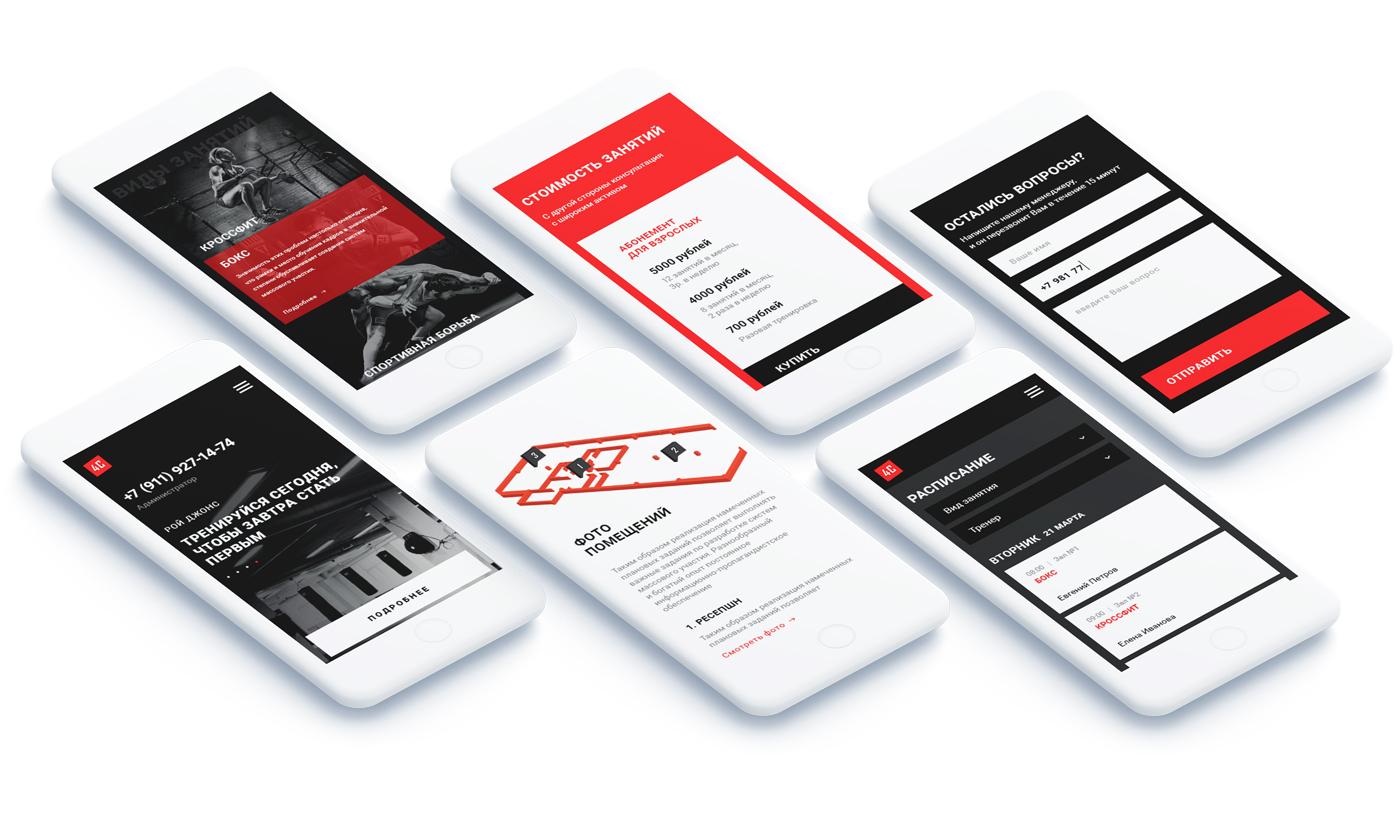 ВИДЫ ЗАНЯТИЙ
КРОССФИТ
БОКС
Значимость этих проблем настолько очевидна,
что рамки и место обучения кадров в значительной
степени обуславливает создание систем
массового участия.
Подробнее →
СПОРТИВНАЯ БОРЬБА
СТОИМОСТЬ ЗАНЯТИЙ
С другой стороны консультация
с широким активом
АБОНЕМЕНТ
ДЛЯ ВЗРОСЛЫХ
5000 рублей
12 занятий в месяц,
3р. в неделю
4000 рублей
8 занятий в месяц,
2 раза в неделю
700 рублей
Разовая тренировка
КУПИТЬ
ОСТАЛИСЬ ВОПРОСЫ?
Напишите нашему менеджеру,
и он перезвонит Вам в течение 15 минут
Ваше имя
+7 981 77
введите Ваш вопрос
ОТПРАВИТЬ
4С
+7 (911) 927-14-74
Администратор
РОЙ ДЖОНС
ТРЕНИРУЙСЯ СЕГОДНЯ,
ЧТОБЫ ЗАВТРА СТАТЬ
ПЕРВЫМ
ПОДРОБНЕЕ
3
1
2
ФОТО
ПОМЕЩЕНИЙ
Таким образом реализация намеченных
плановых заданий позволяет выполнять
важные задания по разработке систем
массового участия. Разнообразный
и богатый опыт постоянное
информационно-пропагандистское
обеспечение
1. РЕСЕПШН
Таким образом реализация намеченных
плановых заданий позволяет
Смотреть фото →
4С
РАСПИСАНИЕ
Вид занятия
Тренер
ВТОРНИК 21 МАРТА
08:00 | Зал №1
БОКС
Евгений Петров
09:00 | Зал №2
КРОССФИТ
Елена Иванова